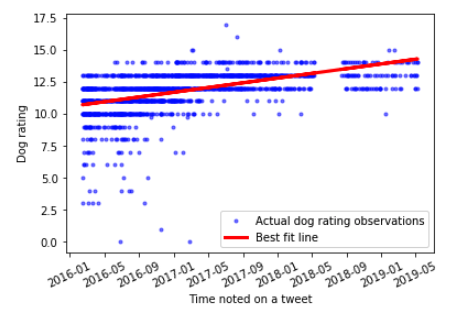 17.5
15.0
12.5
10.0
7.5
5.0
2.5
0.0
Dog rating
Actual dog rating observations
Best fit line
2016-01 2016-05 2016-09 2017-01 2017-05 2017-09 2018-01 2018-05 2018-09 2019-01 2019-05
Time noted on a tweet